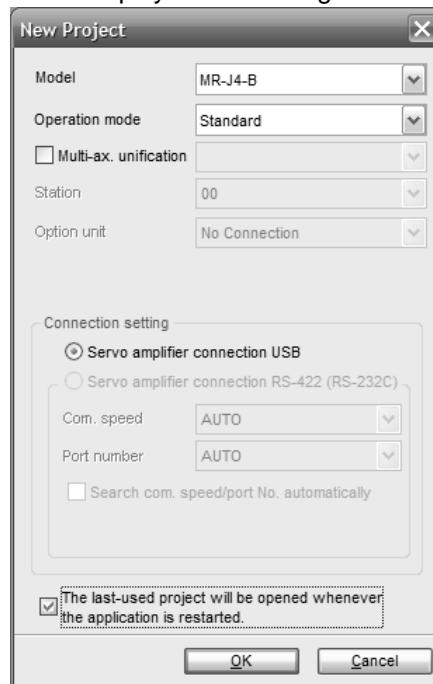 New Project
Model
MR-J4-B
Operation mode
Standard
Multi-ax. unification
Station
00
Option unit
No Connection
Connection setting
Servo amplifier connection USB
Servo amplifier connection RS-422 (RS-232C)
Com. speed
AUTO
Port number
AUTO
Search com. speed/port No. automatically
The last-used project will be opened whenever
the application is restarted.
OK
Cancel